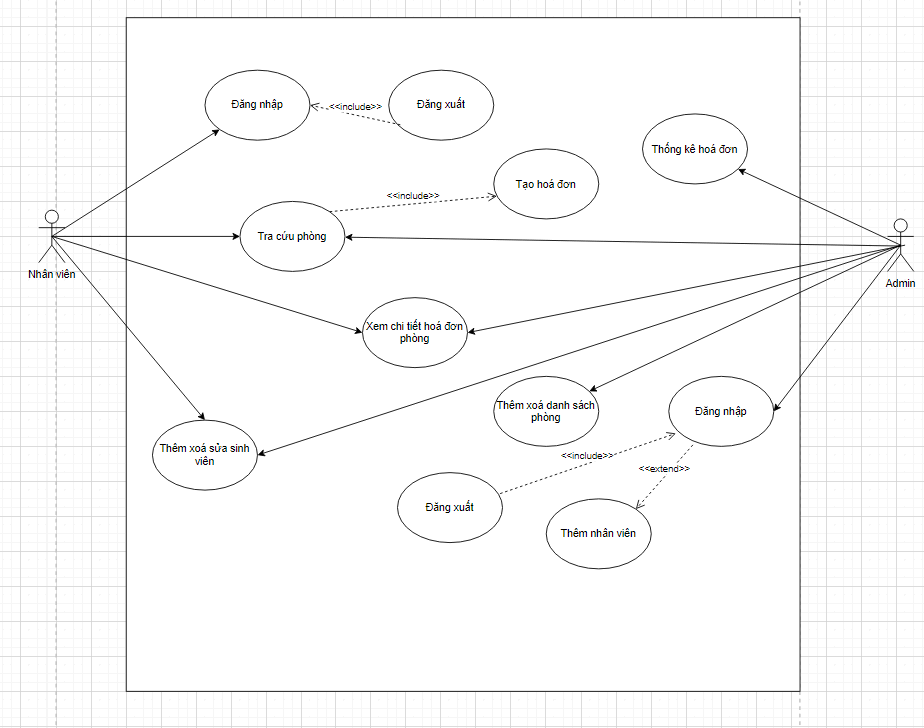 Đăng nhập
<<include>>
Đăng xuất
Thống kê hoá đơn
Tạo hoá đơn
<<include>>
Tra cứu phòng
Nhân viên
Admin
Xem chi tiết hoá đơn
phòng
Thêm xoá danh sách
phòng
Đăng nhập
Thêm xoá sửa sinh
viên
<<include>>
<<extend>>
Đăng xuất
Thêm nhân viên